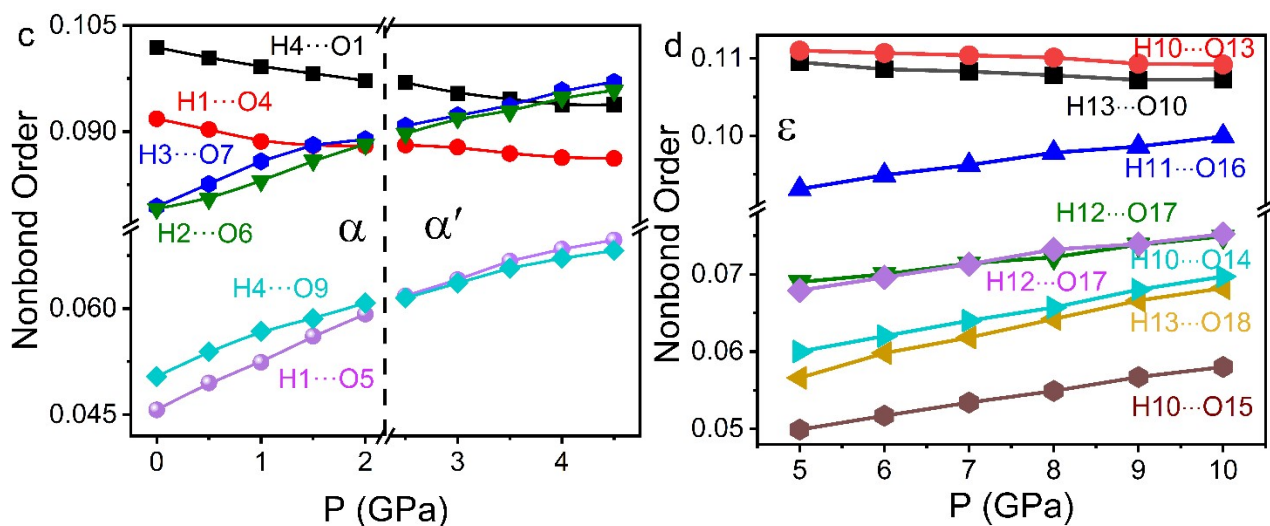 c
0.105
0.090
0.060
0.045
Nonbond Order
H4···O1
H1···O4
H3···O7
H2···O6
H4···O9
H1···O5
α
α′
0 1 2 3 4
P (GPa)
d
0.11
0.10
0.07
0.06
0.05
Nonbond Order
H10···O13
H13···O10
ε
H11···O16
H12···O17
H10···O14
H12···O17
H13···O18
H10···O15
5 6 7 8 9 10
P (GPa)